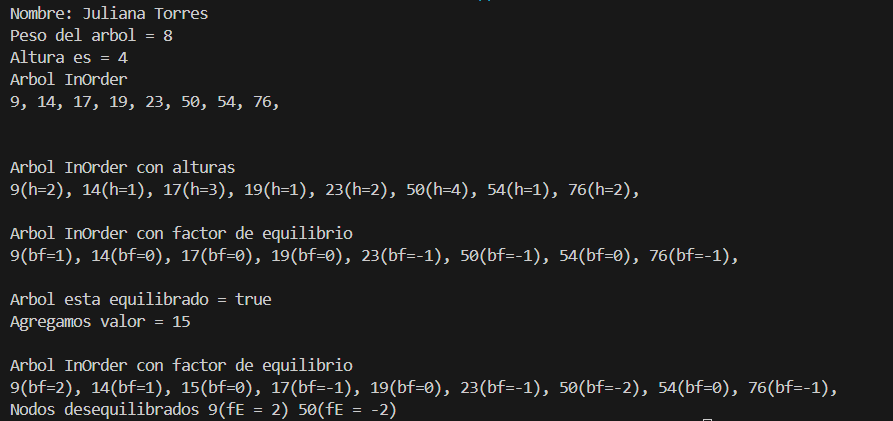 Nombre: Juliana Torres
Peso del arbol = 8
Altura es = 4
Arbol InOrder
9, 14, 17, 19, 23, 50, 54, 76,
Arbol InOrder con alturas
9(h=2), 14(h=1), 17(h=3), 19(h=1), 23(h=2), 50(h=4), 54(h=1), 76(h=2),
Arbol InOrder con factor de equilibrio
9(bf=1), 14(bf=0), 17(bf=0), 19(bf=0), 23(bf=-1), 50(bf=-1), 54(bf=0), 76(bf=-1),
Arbol esta equilibrado = true
Agregamos valor = 15
Arbol InOrder con factor de equilibrio
9(bf=2), 14(bf=1), 15(bf=0), 17(bf=-1), 19(bf=0), 23(bf=-1), 50(bf=-2), 54(bf=0), 76(bf=-1),
Nodos desequilibrados 9(fE = 2) 50(fE = -2)